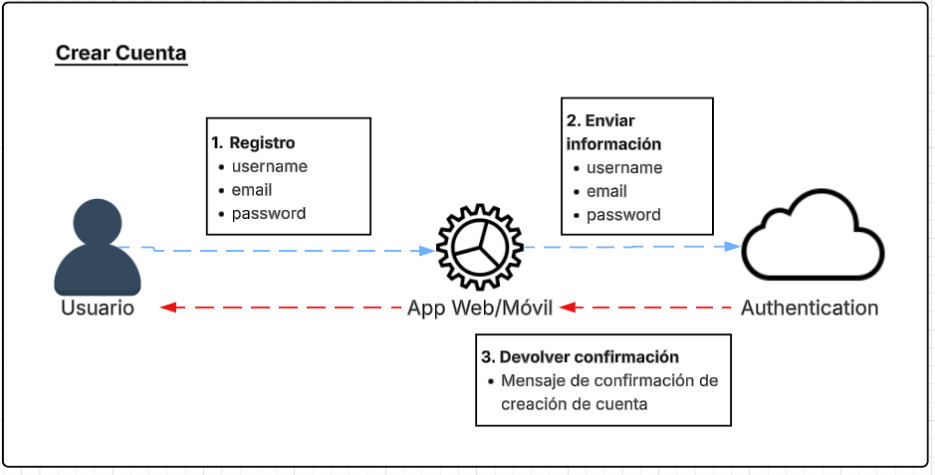 Crear Cuenta
1. Registro
• username
• email
• password
2. Enviar
información
• username
• email
• password
Usuario
App Web/Móvil
Authentication
3. Devolver confirmación
• Mensaje de confirmación de
creación de cuenta